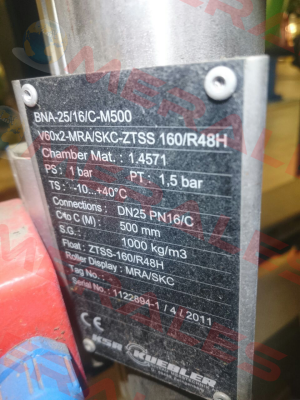 BNA-25/16/C-M500
V60x2-MRA/SKC-ZTSS 160/R48H
Chamber Mat. : 1.4571
PS : 1 bar PT : 1,5 bar
TS : -10...+40°C
Connections : DN25 PN16/C
C to C (M) : 500 mm
S.G. : 1000 kg/m3
Float : ZTSS-160/R48H
Roller Display : MRA/SKC
Tag No. : -
Serial No. : 1122894-1 / 4 / 2011
CE
KSR KUEBLER